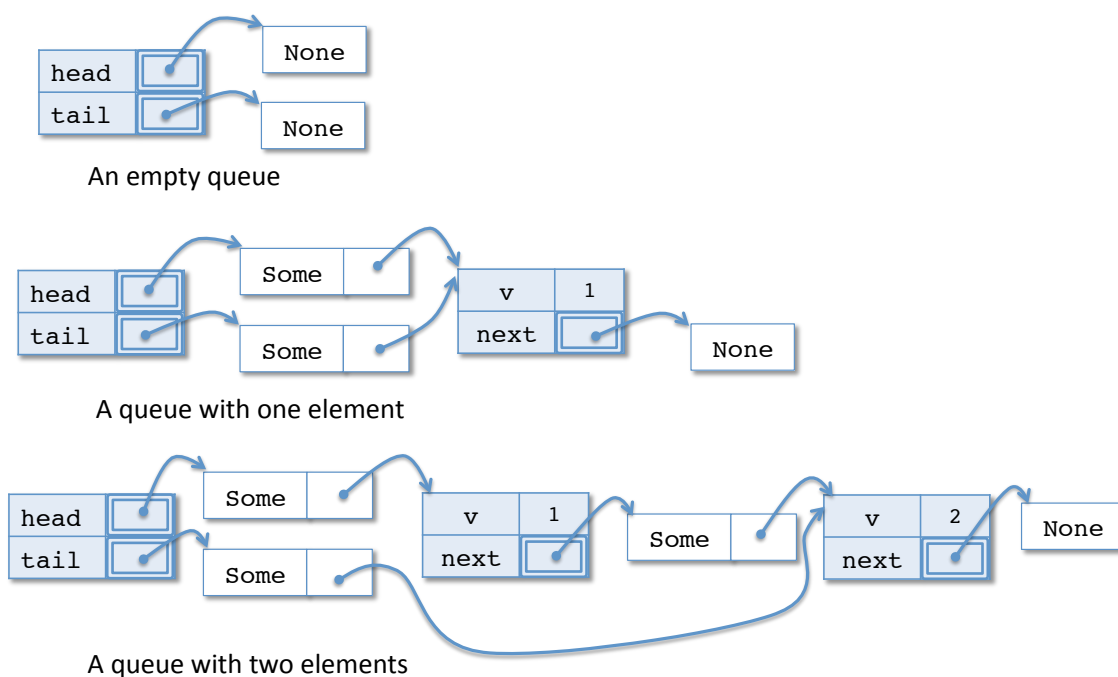 head
None
tail
None
An empty queue
head
Some
v 1
tail
Some
next
None
A queue with one element
head
Some
v 1
Some
v 2
None
tail
Some
next
next
A queue with two elements